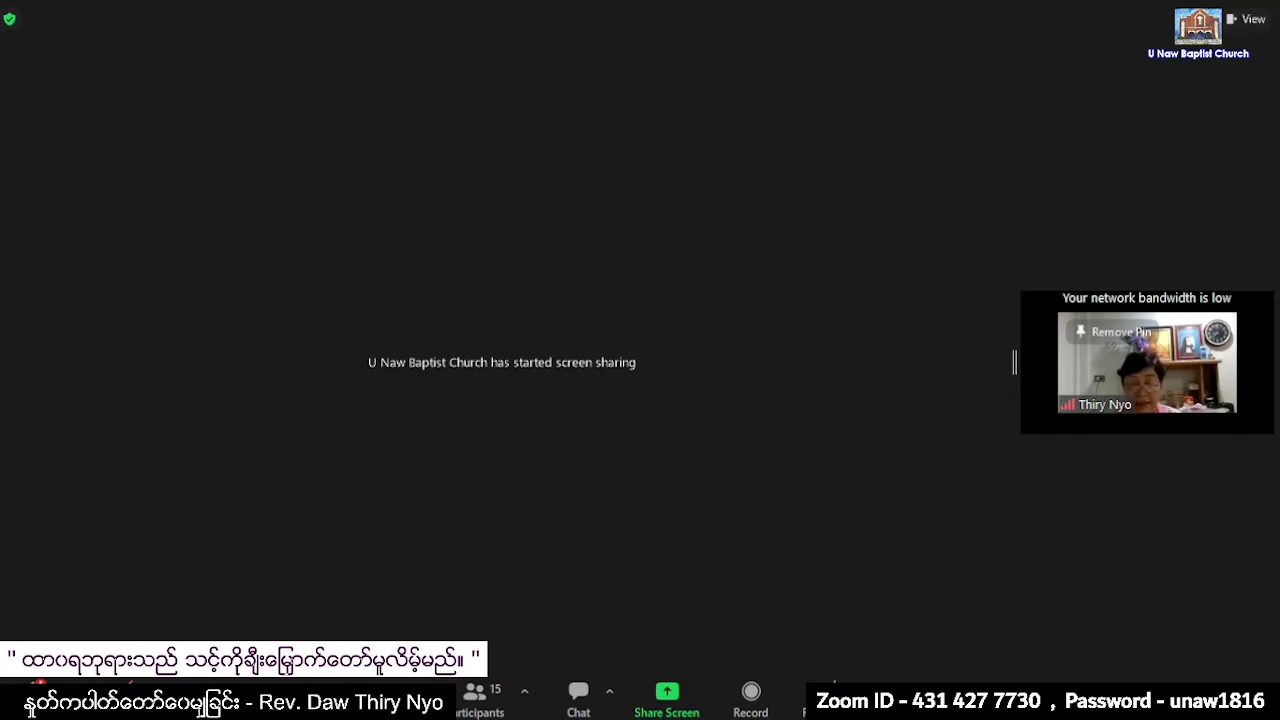 View
U Naw Baptist Church
Your network bandwidth is low
Remove Pin
U Naw Baptist Church has started screen sharing
Thiry Nyo
" ထာဝရဘုရားသည် သင့်ကိုချီးမြှောက်တော်မူလိမ့်မည်။ "
နှုတ်ကပါတ်တော်ဝေမျှခြင်း - Rev. Daw Thiry Nyo
15
articipants
Chat
Share Screen
Record
Zoom ID - 431 427 7730 , Password - unaw1816